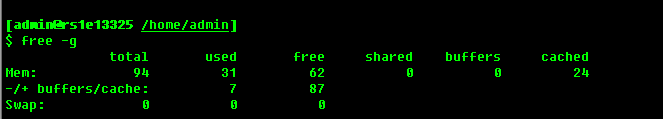 [admin@rs1e13325 /home/admin]
$ free -g
total used free shared buffers cached
Mem: 94 31 62 0 0 24
-/+ buffers/cache: 7 87
Swap: 0 0 0